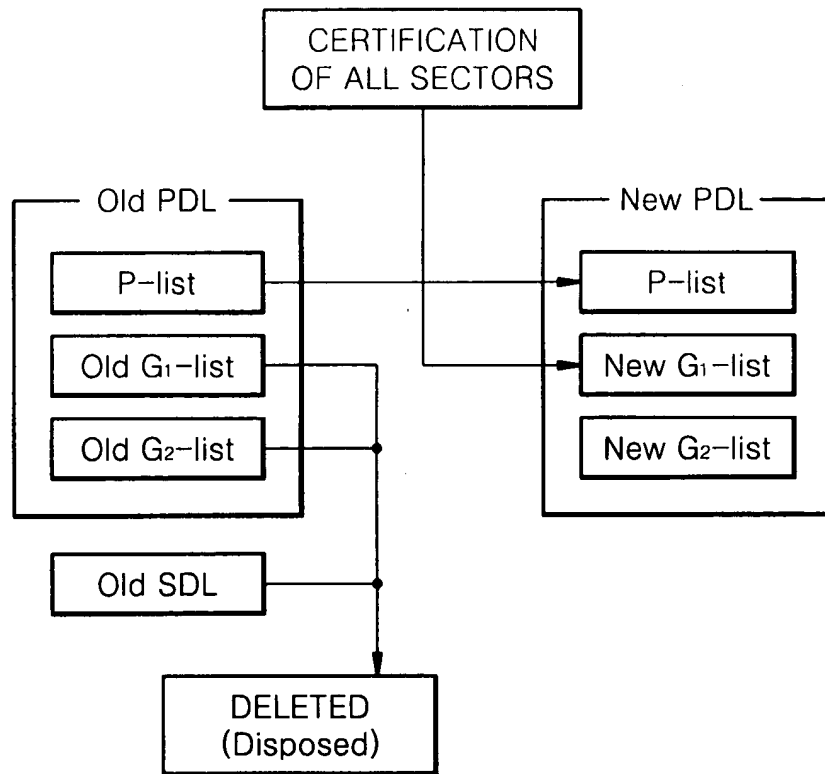 CERTIFICATION
OF ALL SECTORS
Old PDL
P-list
Old G1-list
Old G2-list
Old SDL
New PDL
P-list
New G1-list
New G2-list
DELETED
(Disposed)